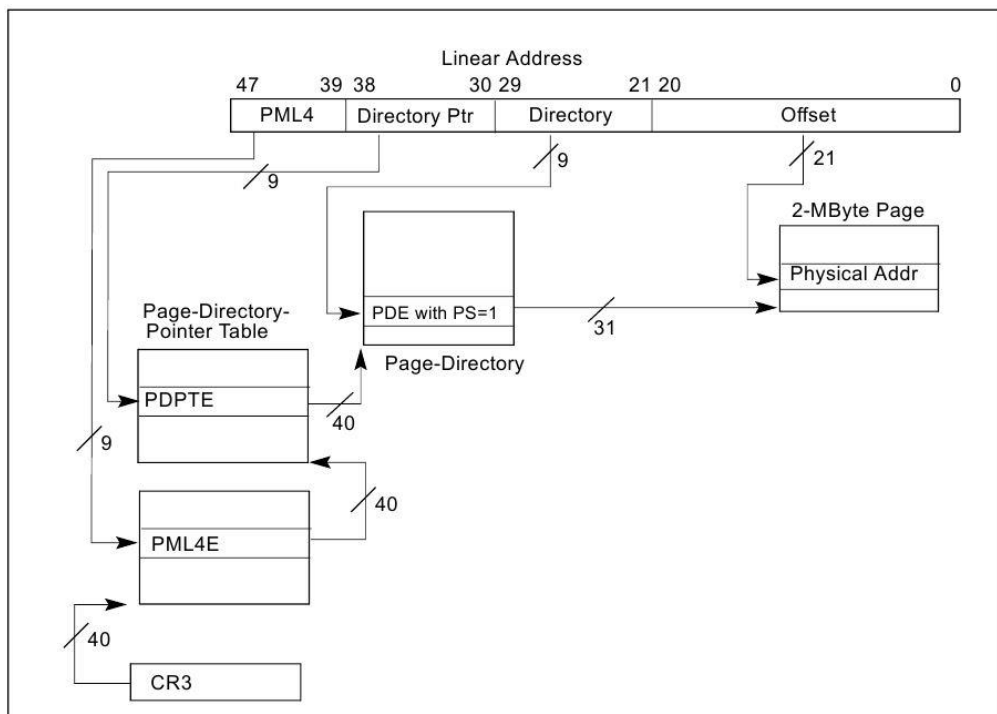 Linear Address
47 39 38 30 29 21 20 0
PML4 Directory Ptr Directory Offset
9 9 21
2-MByte Page
Physical Addr
PDE with PS=1
31
Page-Directory-
Pointer Table
Page-Directory
PDPTE
40
9
40
PML4E
40
CR3